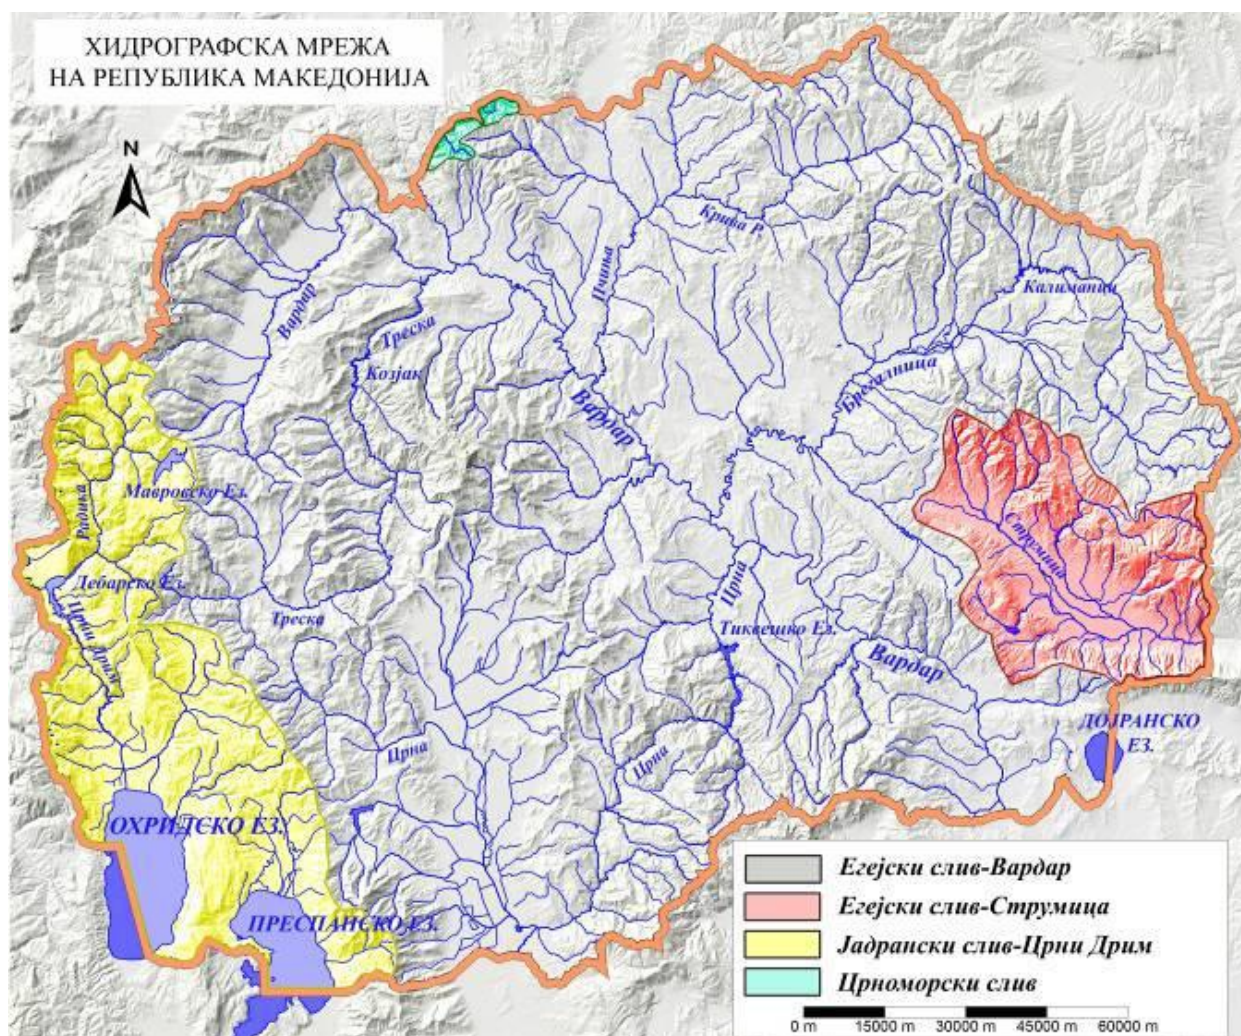 ХИДРОГРАФСКА МРЕЖА
НА РЕПУБЛИКА МАКЕДОНИЈА
N
Крива Р.
Пчиња
Калиманци
Вардар
Треска
Козјак
Вардар
Брегалница
Мавровско Ез.
Радика
Струмица
Дебарско Ез.
Црни Дрим
Треска
Црна
Тиквешко Ез.
Вардар
ДОЈРАНСКО
ЕЗ.
Црна
Црна
ОХРИДСКО ЕЗ.
ПРЕСПАНСКО ЕЗ.
Егејски слив-Вардар
Егејски слив-Струмица
Јадрански слив-Црни Дрим
Црноморски слив
0 m 15000 m 30000 m 45000 m 60000 m